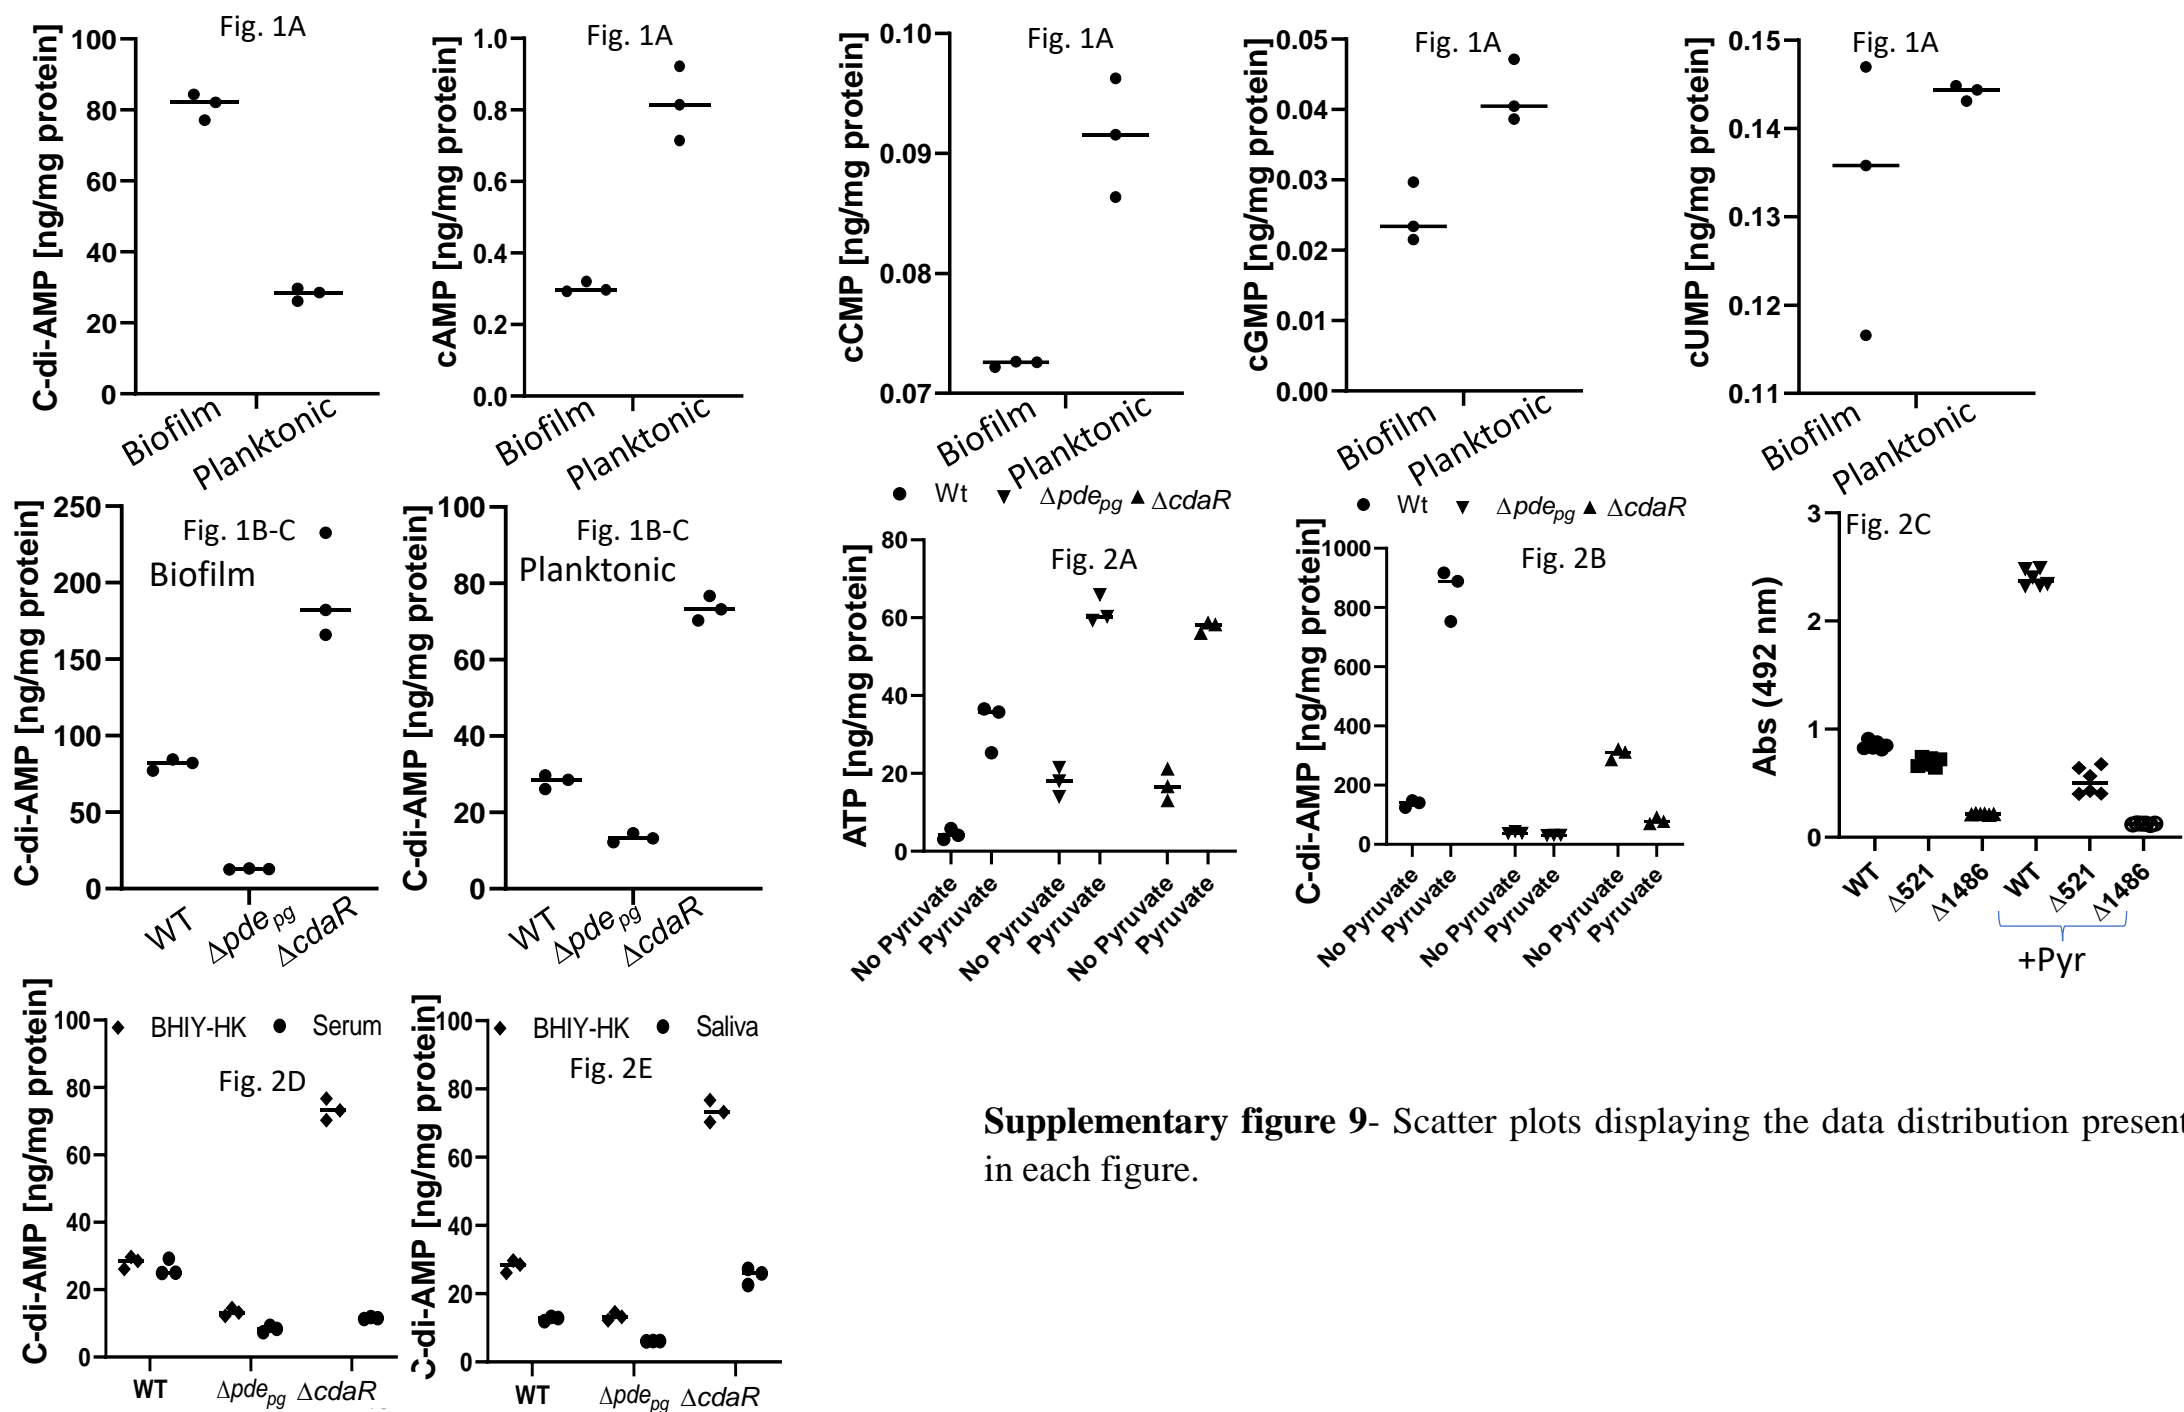 Fig. 1A
C-di-AMP [ng/mg protein]
100
80
60
40
20
0
Biofilm
Planktonic
Fig. 1A
cAMP [ng/mg protein]
1.0
0.8
0.6
0.4
0.2
0.0
Biofilm
Planktonic
Fig. 1A
cCMP [ng/mg protein]
0.10
0.09
0.08
0.07
Biofilm
Planktonic
Fig. 1A
cGMP [ng/mg protein]
0.05
0.04
0.03
0.02
0.01
0.00
Biofilm
Planktonic
Fig. 1A
cUMP [ng/mg protein]
0.15
0.14
0.13
0.12
0.11
Biofilm
Planktonic
Fig. 1B-C
Biofilm
C-di-AMP [ng/mg protein]
250
200
150
100
50
0
WT
Δpdepg
ΔcdaR
Fig. 1B-C
Planktonic
C-di-AMP [ng/mg protein]
100
80
60
40
20
0
WT
Δpdepg
ΔcdaR
Wt Δpdepg ΔcdaR
Fig. 2A
ATP [ng/mg protein]
80
60
40
20
0
No Pyruvate
Pyruvate
No Pyruvate
Pyruvate
No Pyruvate
Pyruvate
Wt Δpdepg ΔcdaR
Fig. 2B
C-di-AMP [ng/mg protein]
1000
800
600
400
200
0
No Pyruvate
Pyruvate
No Pyruvate
Pyruvate
No Pyruvate
Pyruvate
Fig. 2C
Abs (492 nm)
3
2
1
0
WT
Δ521
Δ1486
WT
Δ521
Δ1486
+Pyr
BHIY-HK Serum
Fig. 2D
C-di-AMP [ng/mg protein]
100
80
60
40
20
0
WT
Δpdepg
ΔcdaR
BHIY-HK Saliva
Fig. 2E
C-di-AMP [ng/mg protein]
100
80
60
40
20
0
WT
Δpdepg
ΔcdaR
Supplementary figure 9- Scatter plots displaying the data distribution present
in each figure.